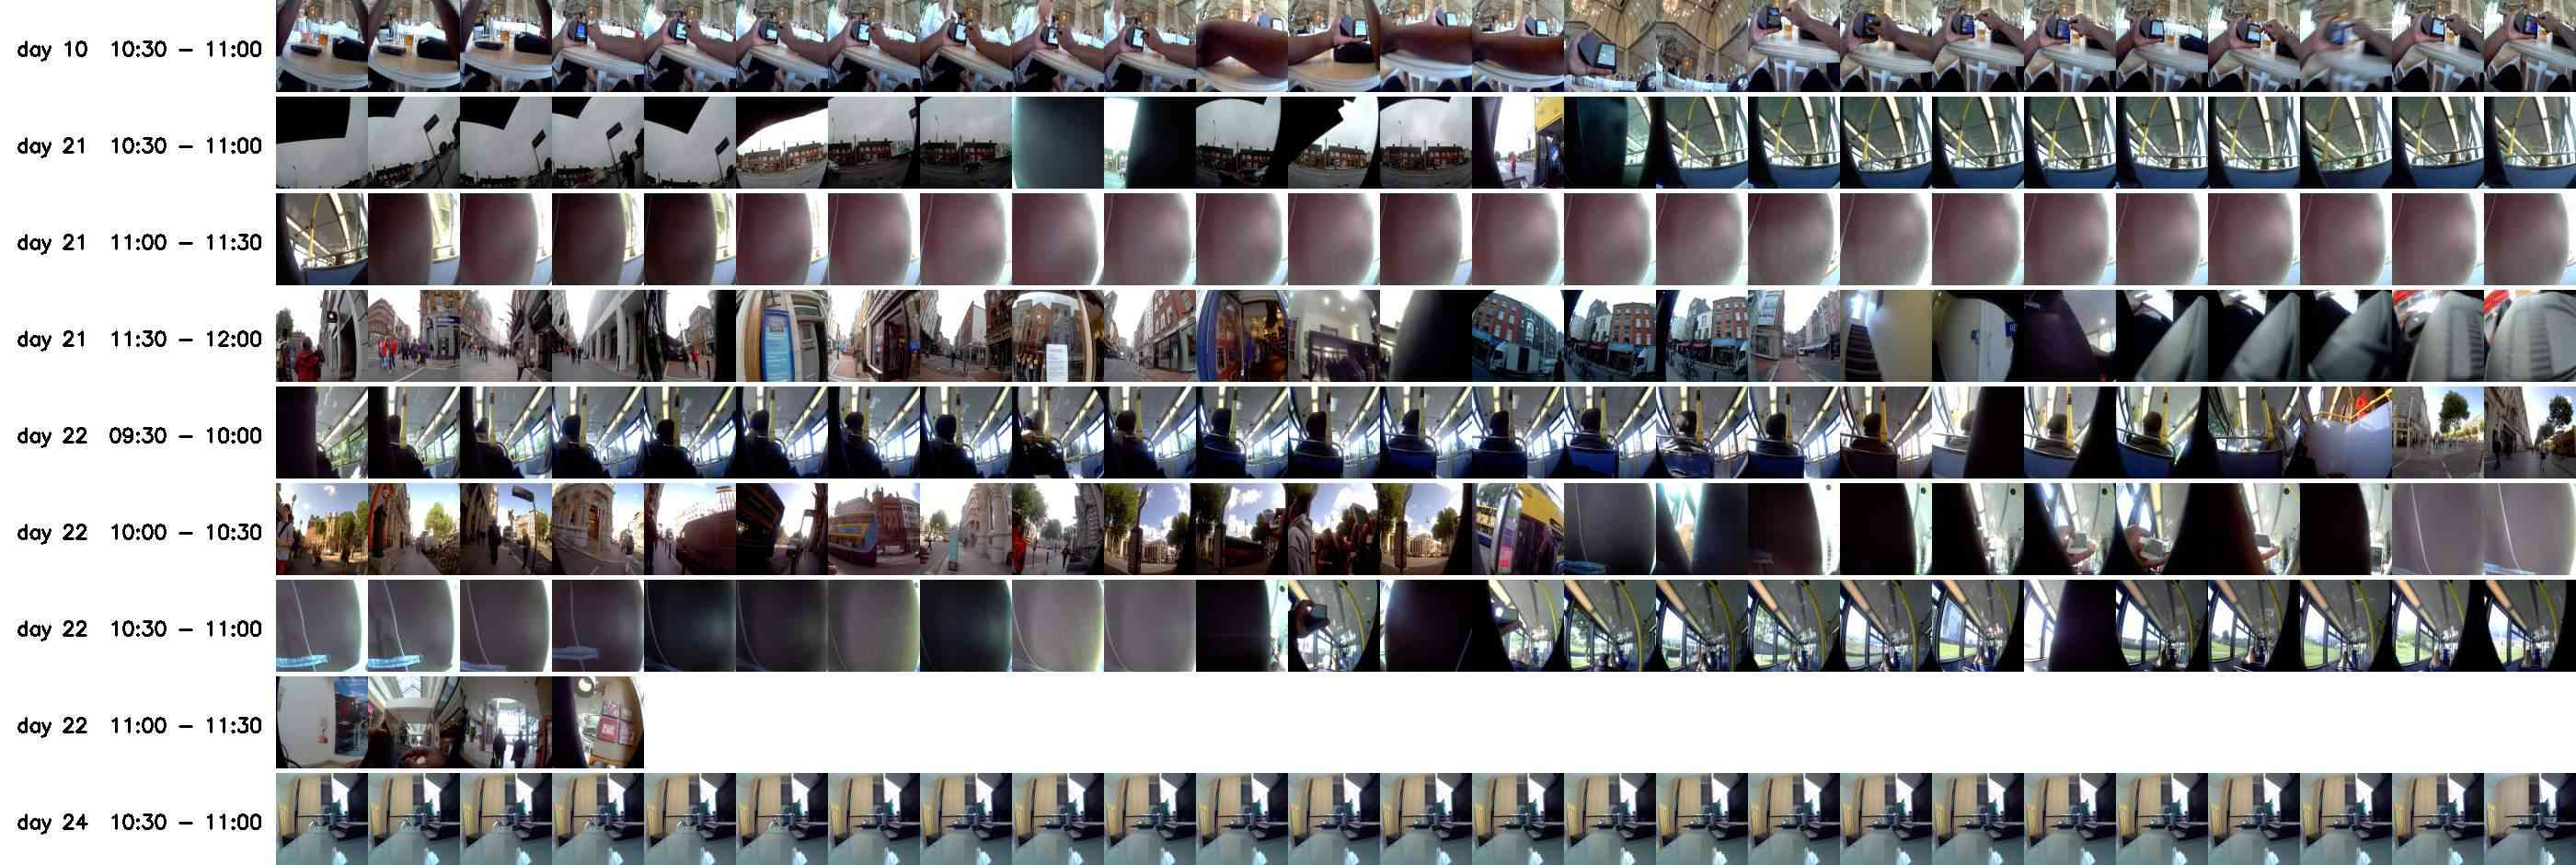 day 10 10:30 - 11:00
day 21 10:30 - 11:00
day 21 11:00 - 11:30
day 21 11:30 - 12:00
day 22 09:30 - 10:00
day 22 10:00 - 10:30
day 22 10:30 - 11:00
day 22 11:00 - 11:30
day 24 10:30 - 11:00